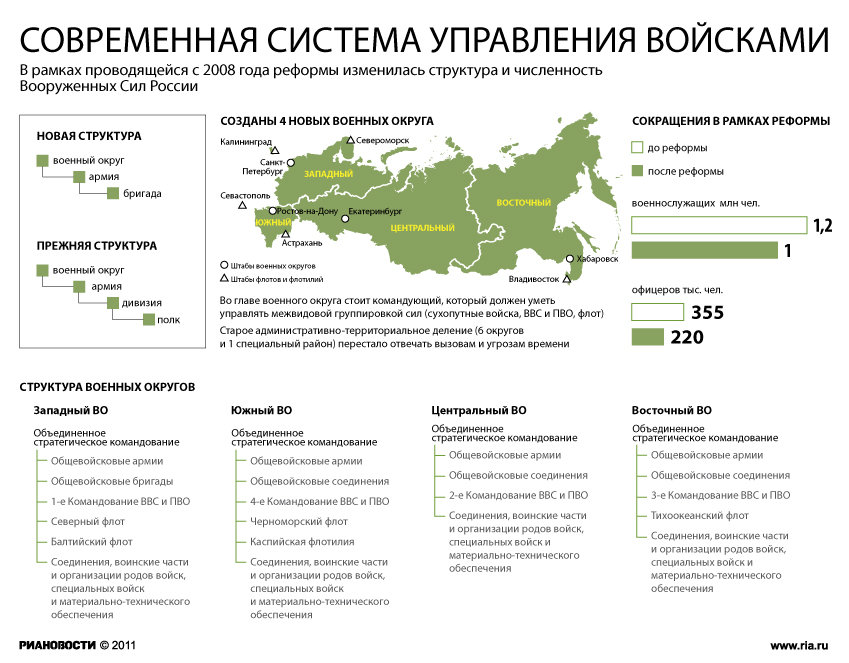 СОВРЕМЕННАЯ СИСТЕМА УПРАВЛЕНИЯ ВОЙСКАМИ
В рамках проводящейся с 2008 года реформы изменилась структура и численность
Вооруженных Сил России
НОВАЯ СТРУКТУРА
военный округ
армия
бригада
ПРЕЖНЯЯ СТРУКТУРА
военный округ
армия
дивизия
полк
СОЗДАНЫ 4 НОВЫХ ВОЕННЫХ ОКРУГА
Калининград
Североморск
Санкт-
Петербург
ЗАПАДНЫЙ
Севастополь
Ростов-на-Дону
Екатеринбург
ВОСТОЧНЫЙ
ЮЖНЫЙ
ЦЕНТРАЛЬНЫЙ
Астрахань
Хабаровск
Владивосток
Штабы военных округов
Штабы флотов и флотилий
Во главе военного округа стоит командующий, который должен уметь
управлять межвидовой группировкой сил (сухопутные войска, ВВС и ПВО, флот)
Старое административно-территориальное деление (6 округов
и 1 специальный район) перестало отвечать вызовам и угрозам времени
СОКРАЩЕНИЯ В РАМКАХ РЕФОРМЫ
до реформы
после реформы
военнослужащих млн чел.
1,2
1
офицеров тыс. чел.
355
220
СТРУКТУРА ВОЕННЫХ ОКРУГОВ
Западный ВО
Объединенное
стратегическое командование
Общевойсковые армии
Общевойсковые бригады
1-е Командование ВВС и ПВО
Северный флот
Балтийский флот
Соединения, воинские части
и организации родов войск,
специальных войск
и материально-технического
обеспечения
Южный ВО
Объединенное
стратегическое командование
Общевойсковые армии
Общевойсковые соединения
4-е Командование ВВС и ПВО
Черноморский флот
Каспийская флотилия
Соединения, воинские части
и организации родов войск,
специальных войск
и материально-технического
обеспечения
Центральный ВО
Объединенное
стратегическое командование
Общевойсковые армии
Общевойсковые соединения
2-е Командование ВВС и ПВО
Соединения, воинские части
и организации родов войск,
специальных войск и
материально-технического
обеспечения
Восточный ВО
Объединенное
стратегическое командование
Общевойсковые армии
Общевойсковые соединения
3-е Командование ВВС и ПВО
Тихоокеанский флот
Соединения, воинские части
и организации родов войск,
специальных войск и
материально-технического
обеспечения
РИАНОВОСТИ © 2011
www.ria.ru